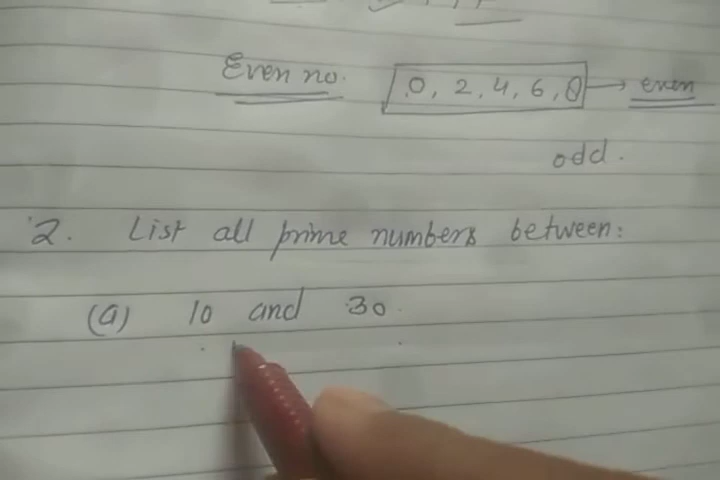 Even no. 0, 2, 4, 6, 8 → even
odd.
2. List all prime numbers between:
(a) 10 and 30.